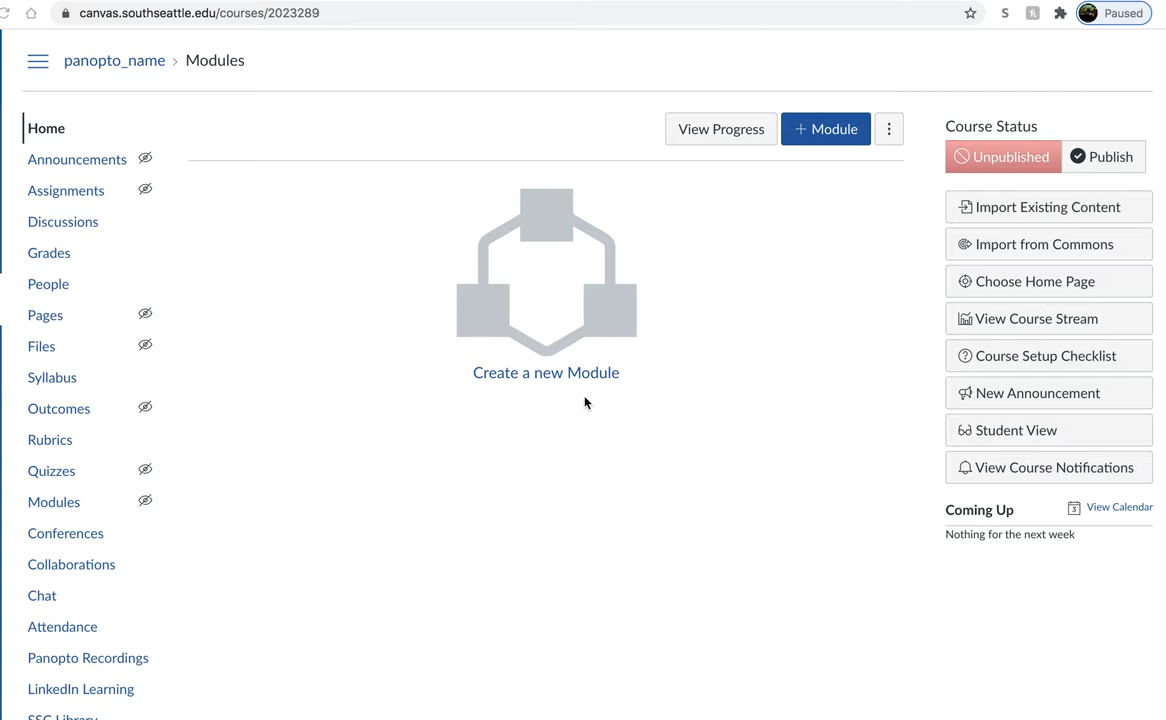 canvas.southseattle.edu/courses/2023289
S
Paused
panopto_name > Modules
Home
Announcements
Assignments
Discussions
Grades
People
Pages
Files
Syllabus
Outcomes
Rubrics
Quizzes
Modules
Conferences
Collaborations
Chat
Attendance
Panopto Recordings
LinkedIn Learning
SSC Library
View Progress
+ Module
Create a new Module
Course Status
Unpublished
Publish
Import Existing Content
Import from Commons
Choose Home Page
View Course Stream
Course Setup Checklist
New Announcement
Student View
View Course Notifications
Coming Up
3 View Calendar
Nothing for the next week